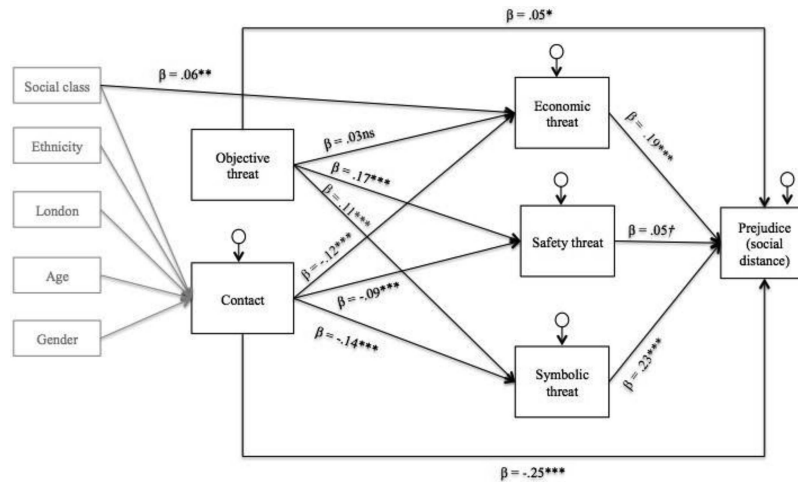 β = .05*
β = .06**
Social class
Economic
threat
Ethnicity
Objective
threat
β = .03ns
β = .19***
β = .17***
London
β = .11***
Safety threat
β = .05†
Prejudice
(social
distance)
β = -.12***
Age
Contact
β = -.09***
Gender
β = -.14***
Symbolic
threat
β = .23***
β = -.25***